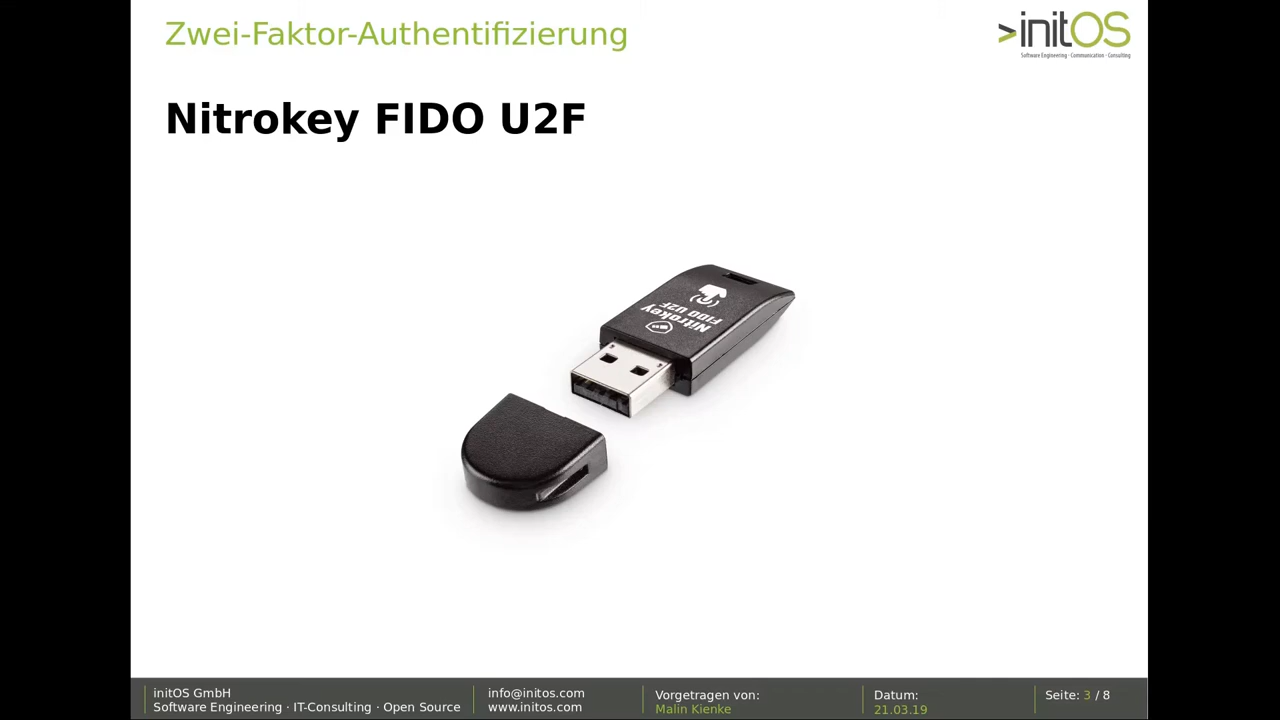 Zwei-Faktor-Authentifizierung
>initOS
Software Engineering · Communication · Consulting
Nitrokey FIDO U2F
Nitrokey
FIDO U2F
initOS GmbH
Software Engineering · IT-Consulting · Open Source
info@initos.com
www.initos.com
Vorgetragen von:
Malin Kienke
Datum:
21.03.19
Seite: 3 / 8